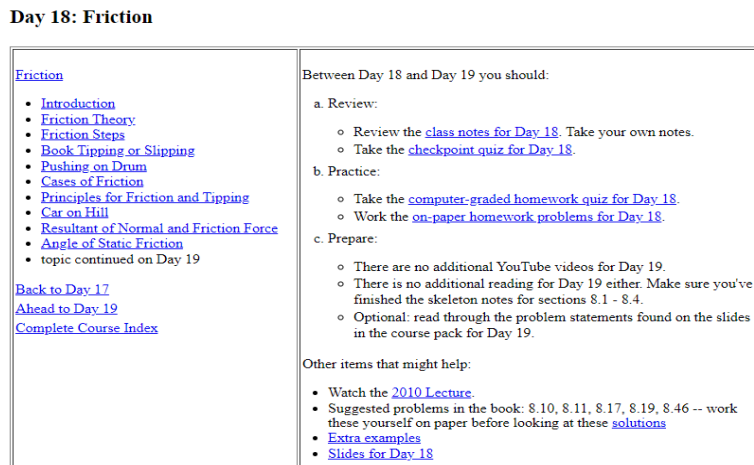 Day 18: Friction
Friction
Introduction
Friction Theory
Friction Steps
Book Tipping or Slipping
Pushing on Drum
Cases of Friction
Principles for Friction and Tipping
Car on Hill
Resultant of Normal and Friction Force
Angle of Static Friction
topic continued on Day 19
Back to Day 17
Ahead to Day 19
Complete Course Index
Between Day 18 and Day 19 you should:
a. Review:
Review the class notes for Day 18. Take your own notes.
Take the checkpoint quiz for Day 18.
b. Practice:
Take the computer-graded homework quiz for Day 18.
Work the on-paper homework problems for Day 18.
c. Prepare:
There are no additional YouTube videos for Day 19.
There is no additional reading for Day 19 either. Make sure you've
finished the skeleton notes for sections 8.1 - 8.4.
Optional: read through the problem statements found on the slides
in the course pack for Day 19.
Other items that might help:
Watch the 2010 Lecture.
Suggested problems in the book: 8.10, 8.11, 8.17, 8.19, 8.46 -- work
these yourself on paper before looking at these solutions
Extra examples
Slides for Day 18